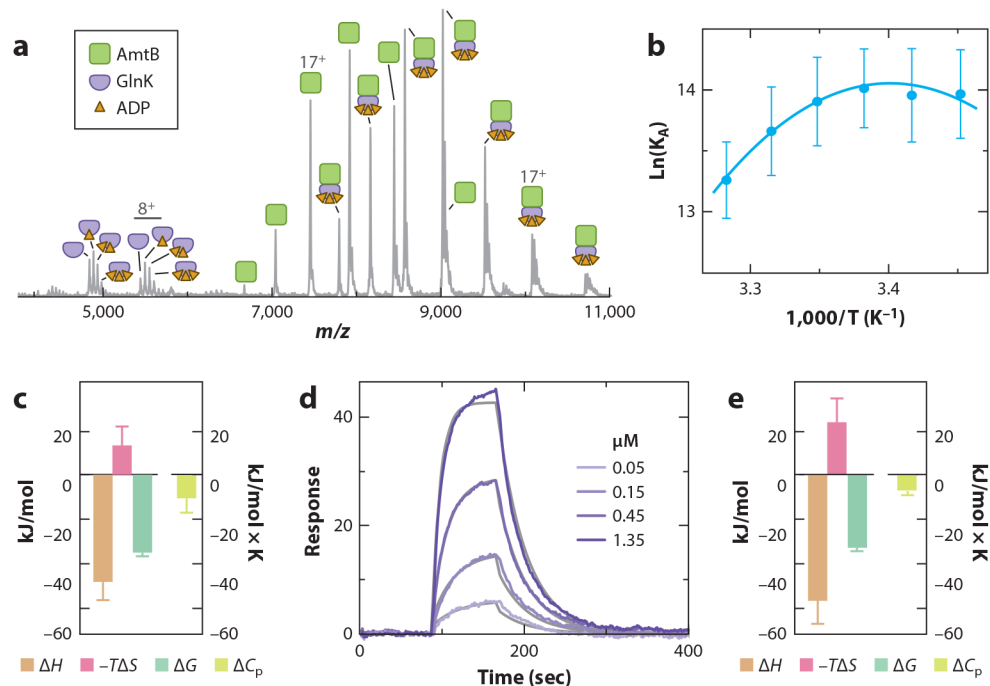 a
AmtB
GlnK
ADP
17+
8+
17+
5,000
7,000
9,000
11,000
m/z
b
Ln(KA)
14
13
3.3
3.4
1,000/T (K−1)
c
kJ/mol
20
0
−20
−40
−60
20
0
−20
−40
−60
kJ/mol × K
ΔH
−TΔS
ΔG
ΔCp
d
Response
40
20
0
μM
0.05
0.15
0.45
1.35
0
200
400
Time (sec)
e
kJ/mol
20
0
−20
−40
−60
20
0
−20
−40
−60
kJ/mol × K
ΔH
−TΔS
ΔG
ΔCp